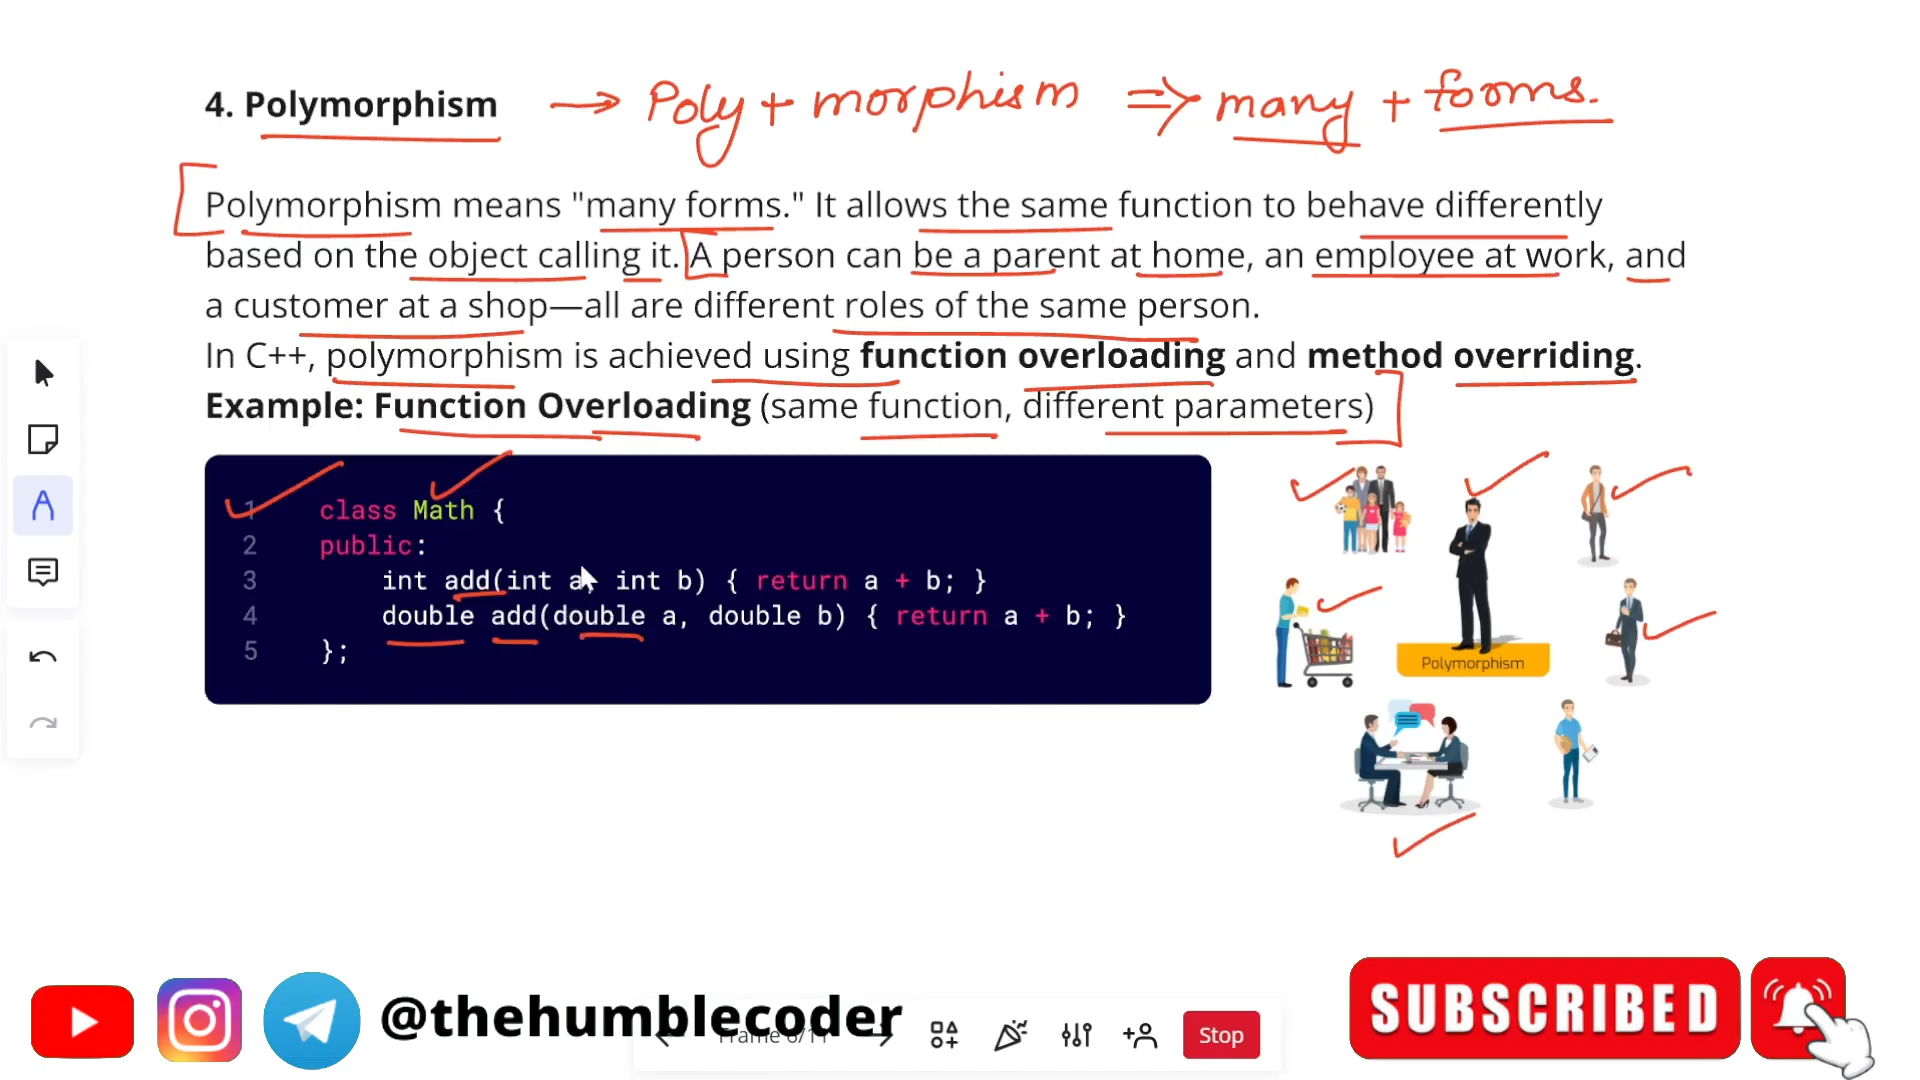 4. Polymorphism → Poly + morphism ⇒ many + forms.
Polymorphism means "many forms." It allows the same function to behave differently
based on the object calling it. A person can be a parent at home, an employee at work, and
a customer at a shop—all are different roles of the same person.
In C++, polymorphism is achieved using function overloading and method overriding.
Example: Function Overloading (same function, different parameters)
1 class Math {
2 public:
3 int add(int a, int b) { return a + b; }
4 double add(double a, double b) { return a + b; }
5 };
Polymorphism
@thehumblecoder
Stop
SUBSCRIBED